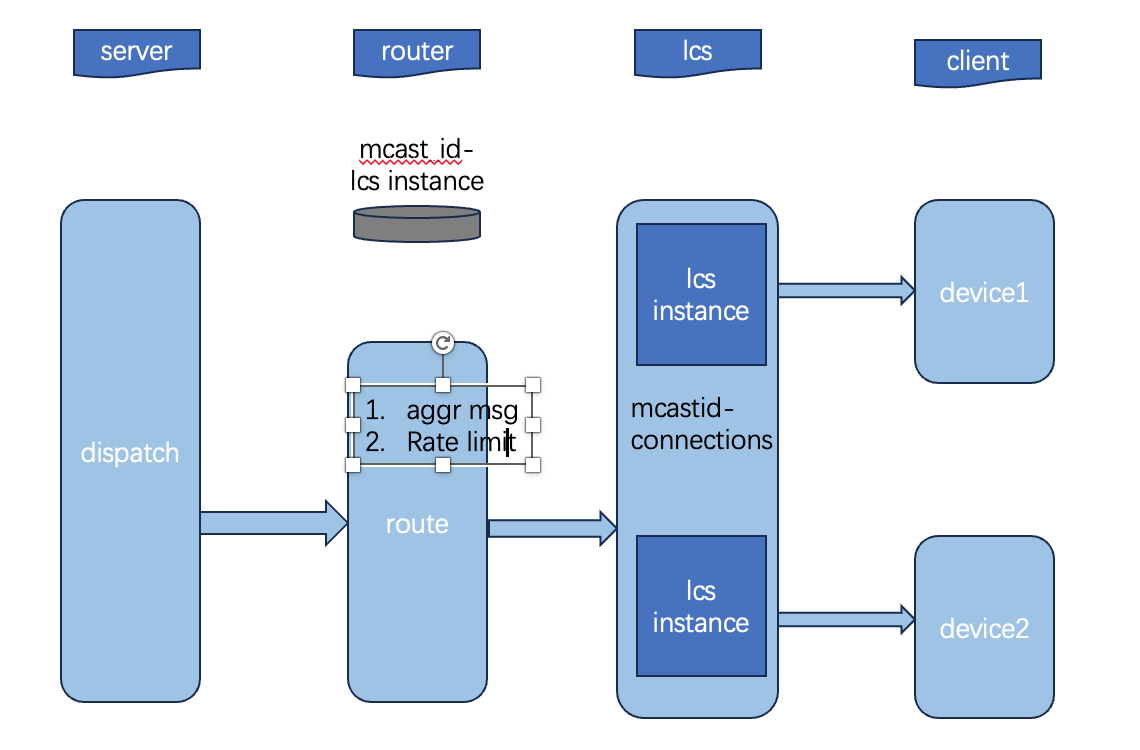 server
router
lcs
client
mcast_id-
lcs instance
dispatch
1. aggr msg
2. Rate limit
route
lcs
instance
mcastid-
connections
lcs
instance
device1
device2